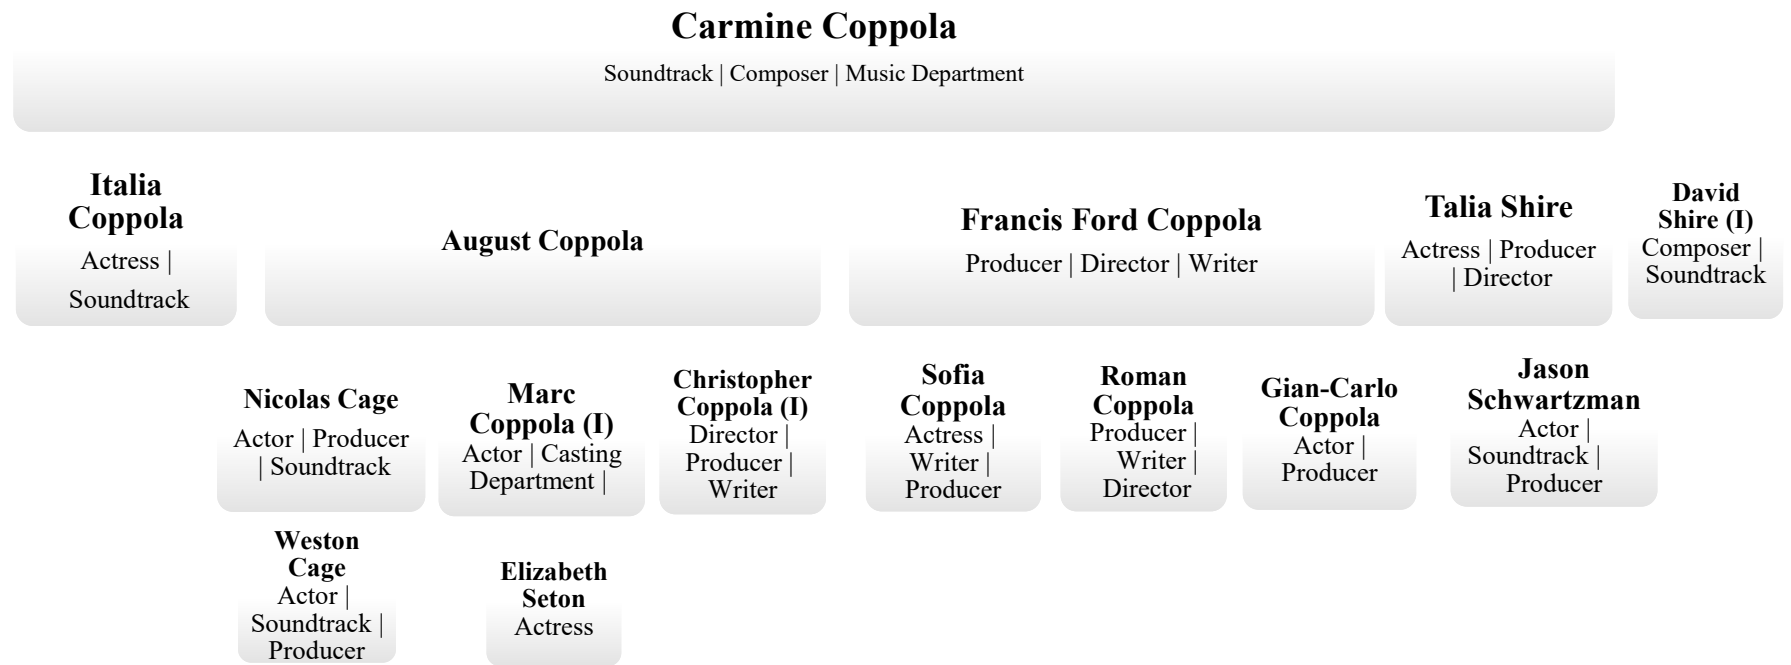 Carmine Coppola
Soundtrack | Composer | Music Department
Italia
Coppola
Actress |
Soundtrack
August Coppola
Francis Ford Coppola
Producer | Director | Writer
Talia Shire
Actress | Producer
| Director
David
Shire (I)
Composer |
Soundtrack
Nicolas Cage
Actor | Producer
| Soundtrack
Marc
Coppola (I)
Actor | Casting
Department |
Christopher
Coppola (I)
Director |
Producer |
Writer
Sofia
Coppola
Actress |
Writer |
Producer
Roman
Coppola
Producer |
Writer |
Director
Gian-Carlo
Coppola
Actor |
Producer
Jason
Schwartzman
Actor |
Soundtrack |
Producer
Weston
Cage
Actor |
Soundtrack |
Producer
Elizabeth
Seton
Actress